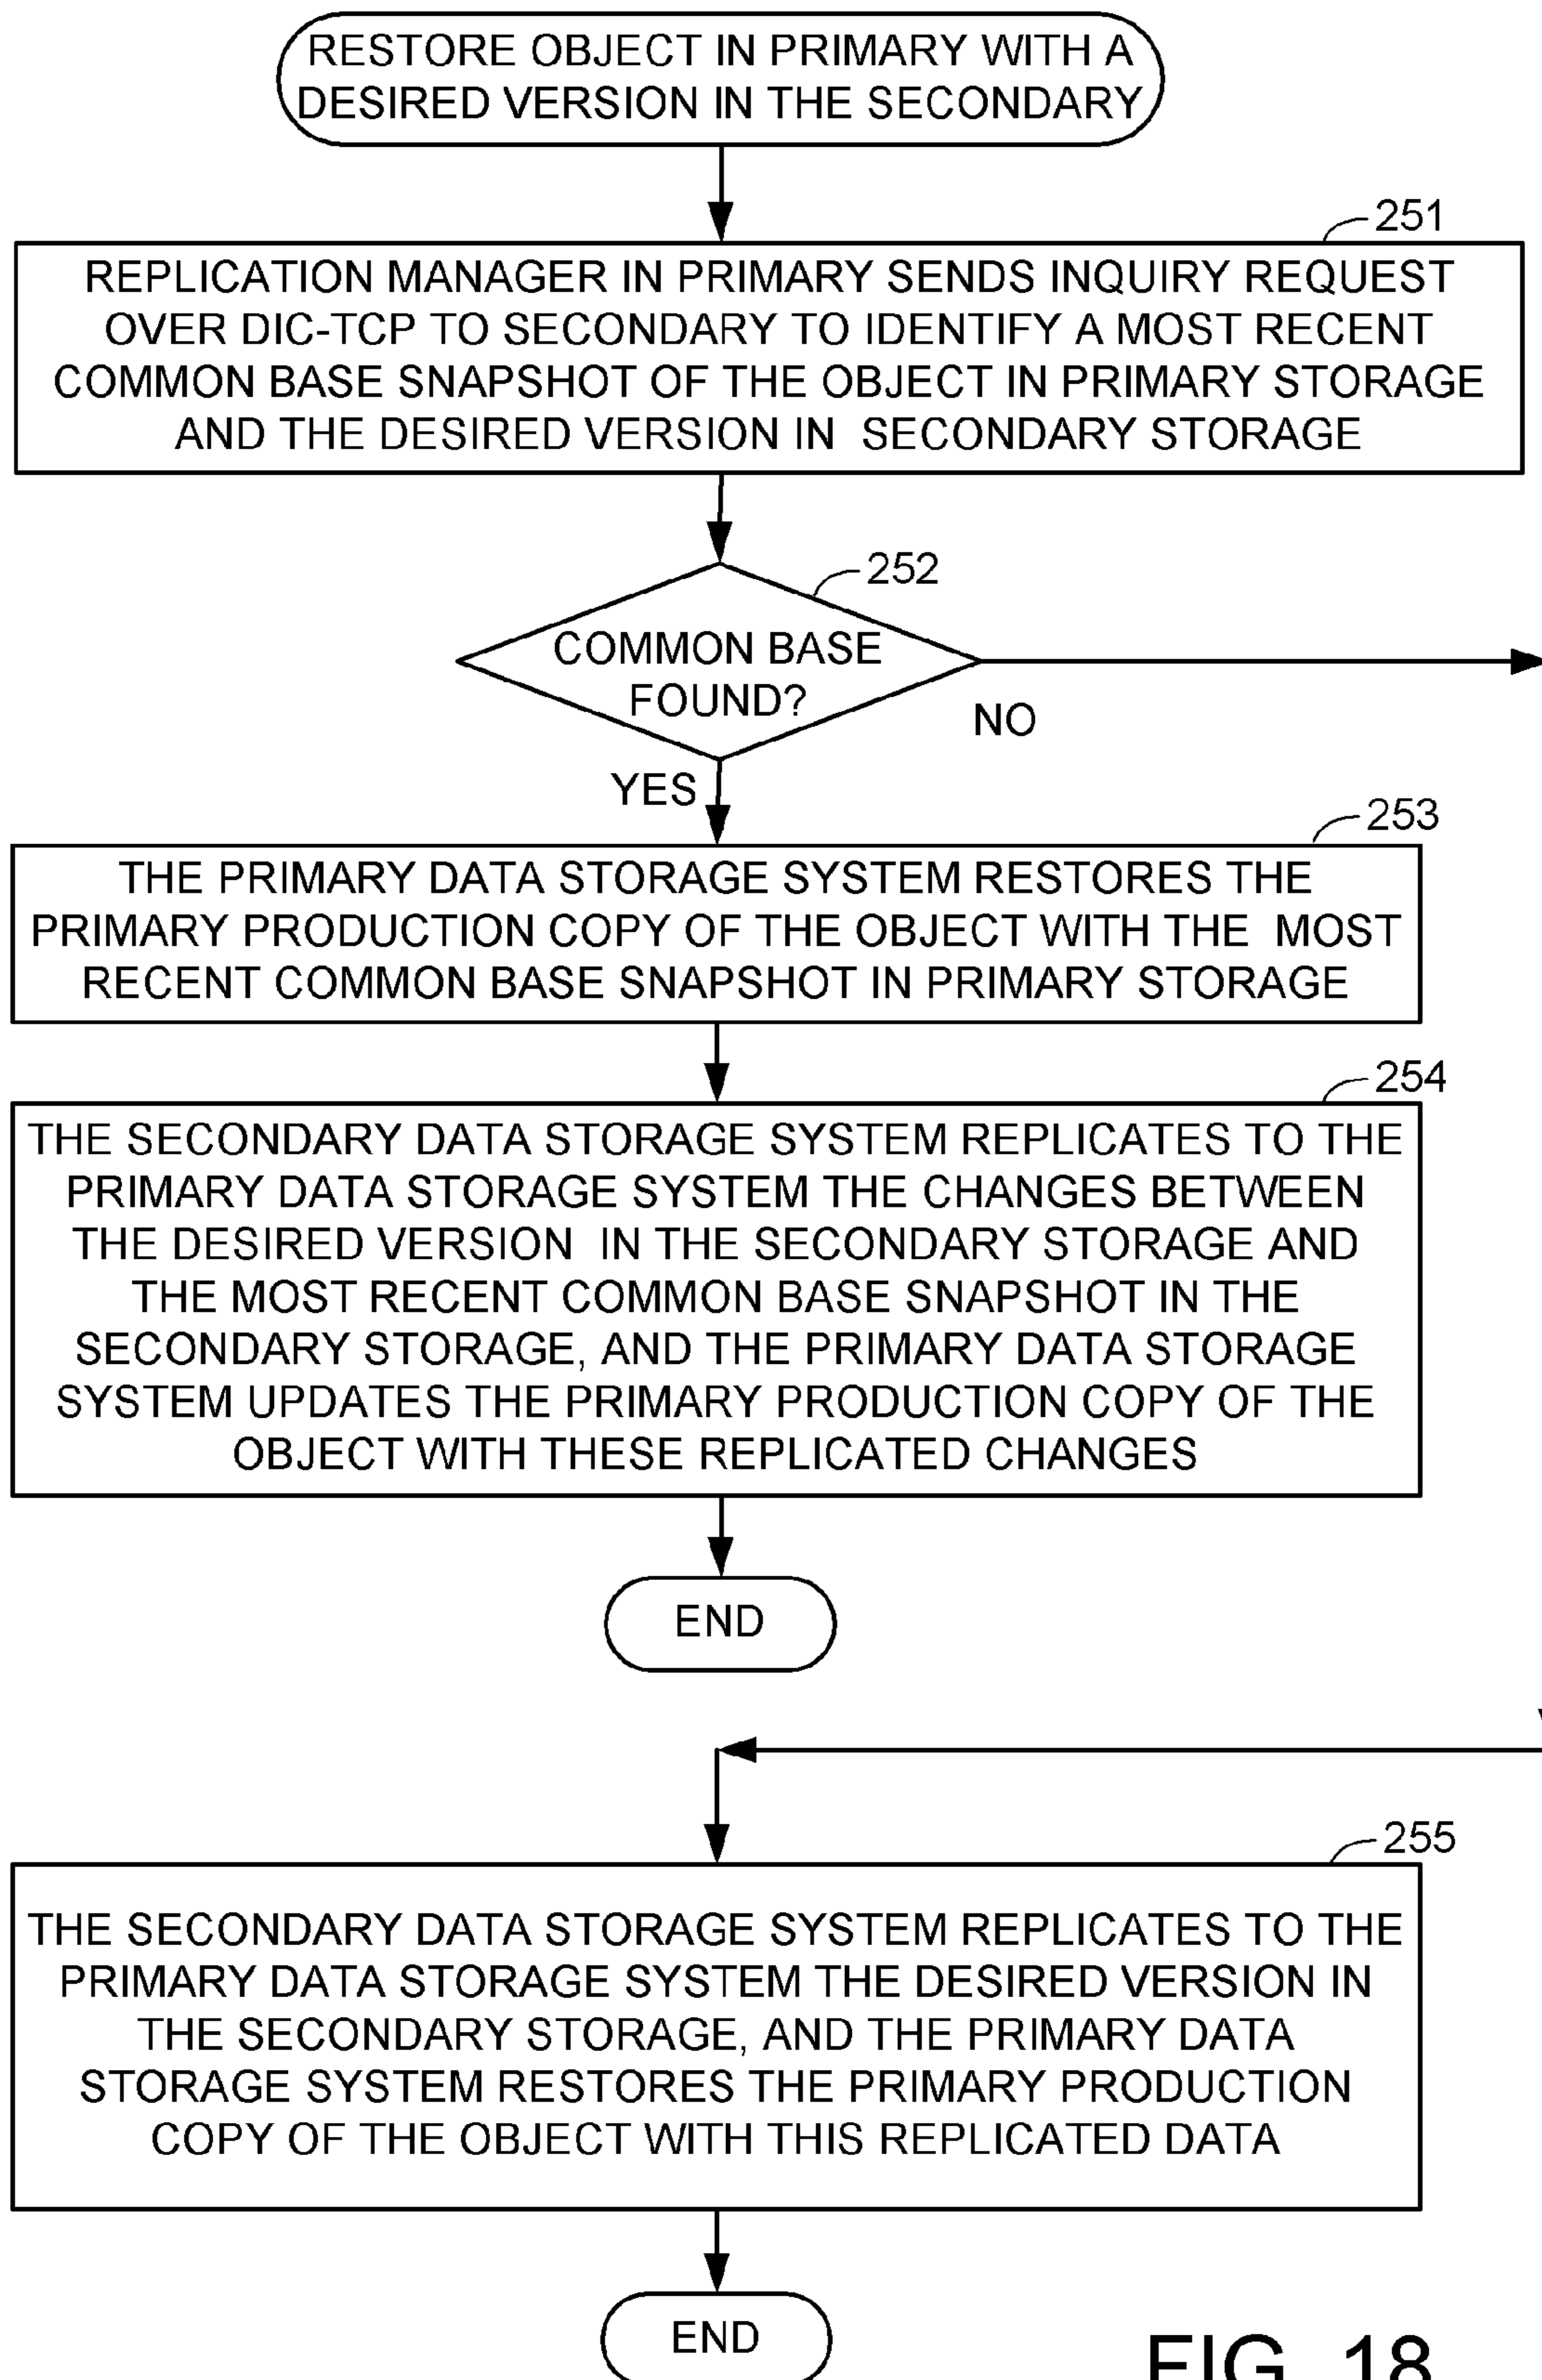 RESTORE OBJECT IN PRIMARY WITH A
DESIRED VERSION IN THE SECONDARY
251
REPLICATION MANAGER IN PRIMARY SENDS INQUIRY REQUEST
OVER DIC-TCP TO SECONDARY TO IDENTIFY A MOST RECENT
COMMON BASE SNAPSHOT OF THE OBJECT IN PRIMARY STORAGE
AND THE DESIRED VERSION IN SECONDARY STORAGE
252
COMMON BASE
FOUND?
NO
YES
253
THE PRIMARY DATA STORAGE SYSTEM RESTORES THE
PRIMARY PRODUCTION COPY OF THE OBJECT WITH THE MOST
RECENT COMMON BASE SNAPSHOT IN PRIMARY STORAGE
254
THE SECONDARY DATA STORAGE SYSTEM REPLICATES TO THE
PRIMARY DATA STORAGE SYSTEM THE CHANGES BETWEEN
THE DESIRED VERSION IN THE SECONDARY STORAGE AND
THE MOST RECENT COMMON BASE SNAPSHOT IN THE
SECONDARY STORAGE, AND THE PRIMARY DATA STORAGE
SYSTEM UPDATES THE PRIMARY PRODUCTION COPY OF THE
OBJECT WITH THESE REPLICATED CHANGES
END
255
THE SECONDARY DATA STORAGE SYSTEM REPLICATES TO THE
PRIMARY DATA STORAGE SYSTEM THE DESIRED VERSION IN
THE SECONDARY STORAGE, AND THE PRIMARY DATA
STORAGE SYSTEM RESTORES THE PRIMARY PRODUCTION
COPY OF THE OBJECT WITH THIS REPLICATED DATA
END
FIG. 18